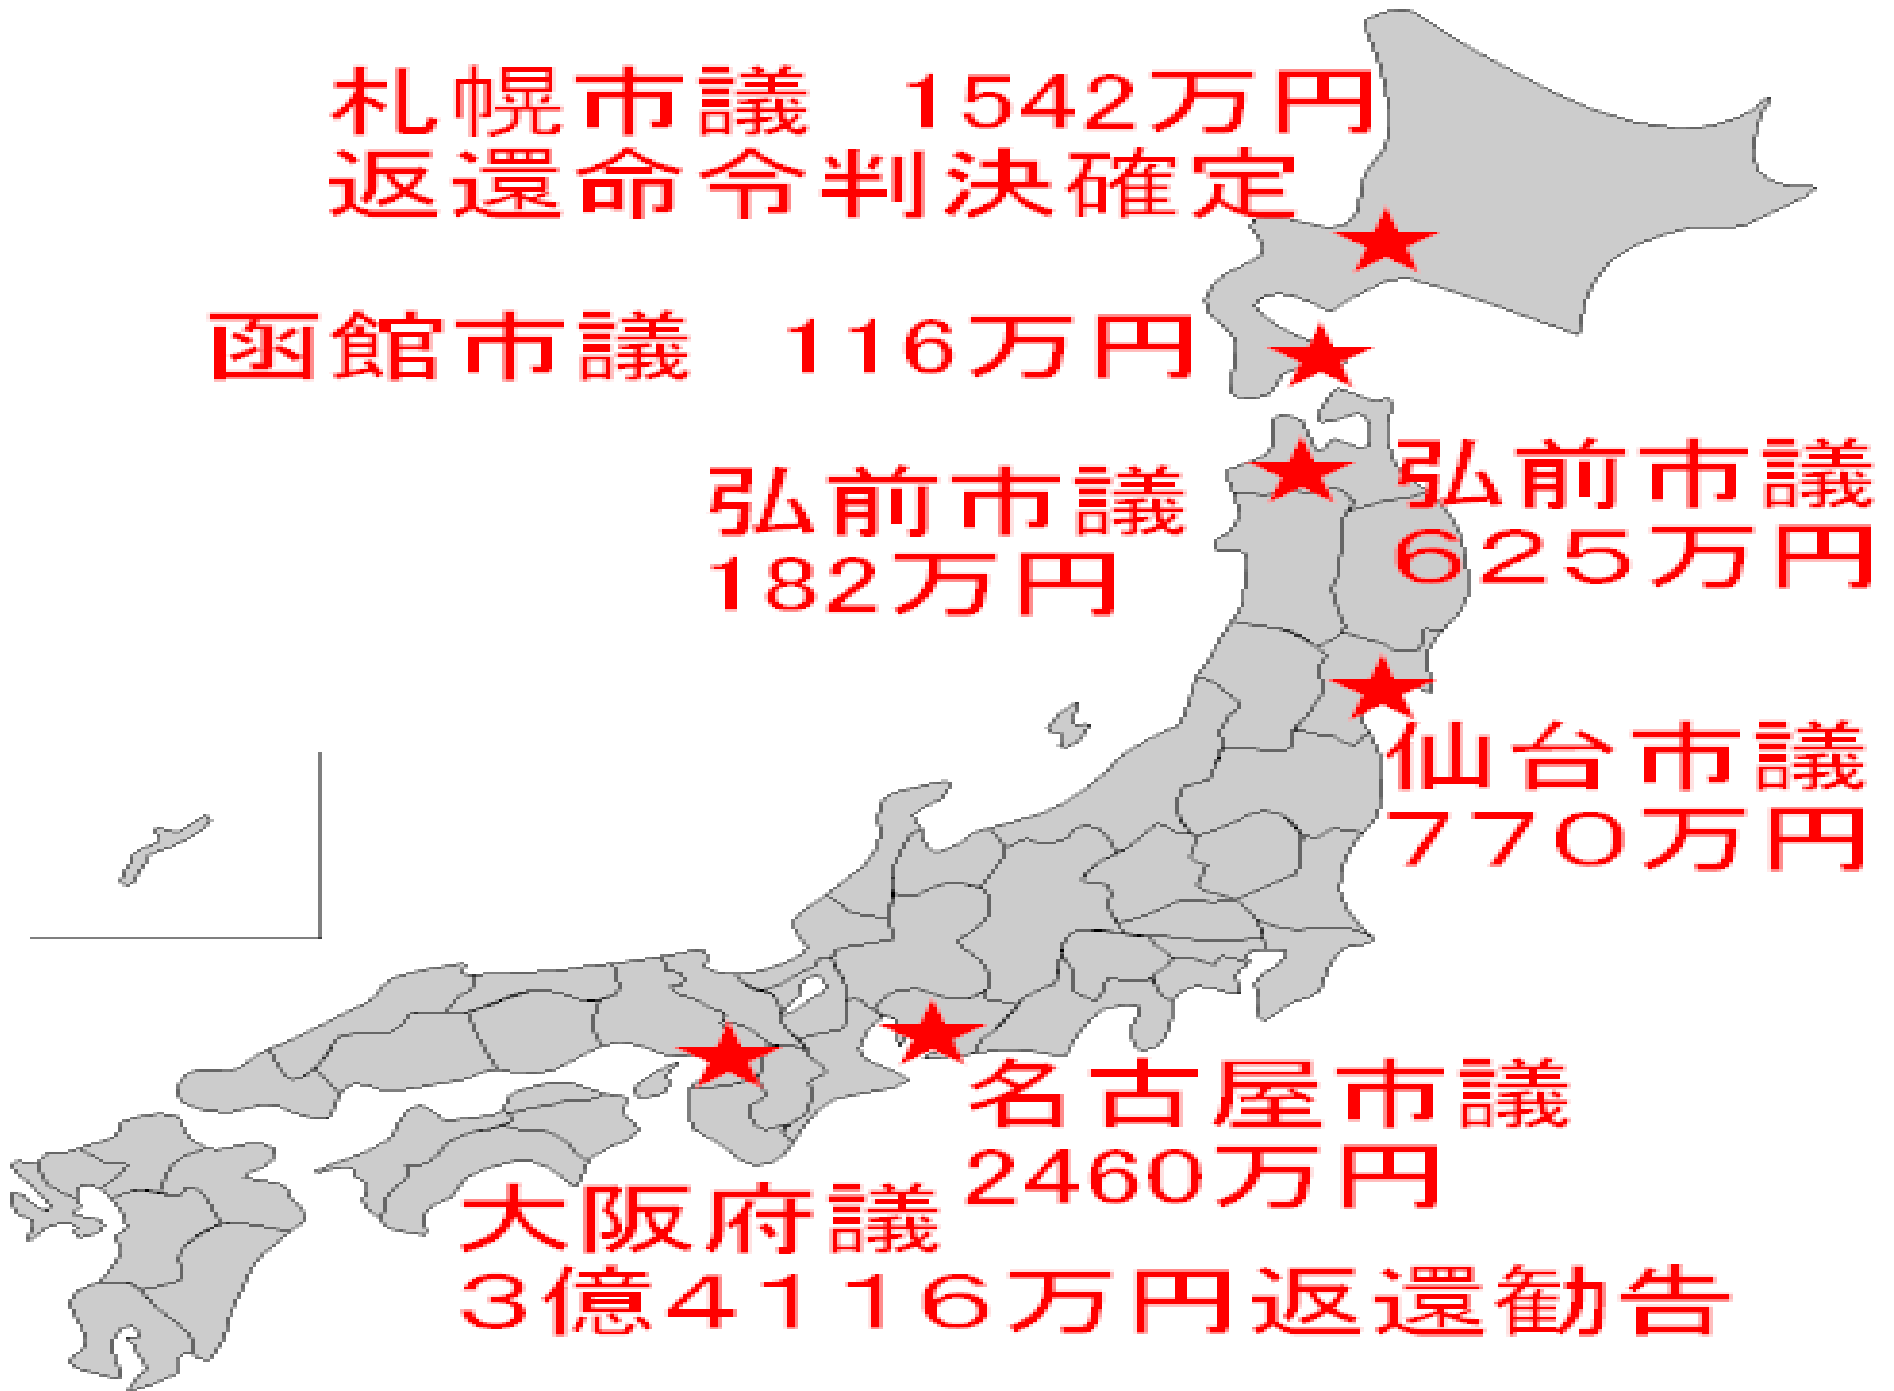 札幌市議　1542万円
返還命令判決確定
函館市議　116万円
弘前市議
182万円
弘前市議
625万円
仙台市議
770万円
名古屋市議
2460万円
大阪府議
3億4116万円返還勧告